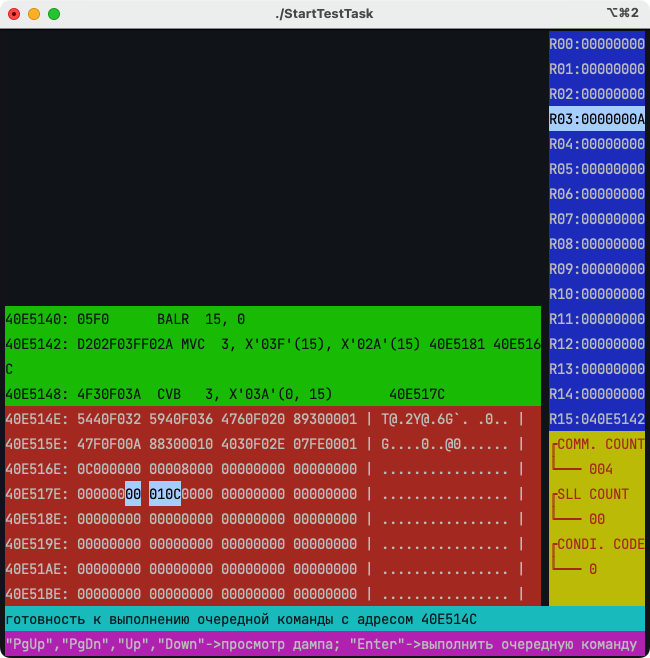 ./StartTestTask
⌥⌘2
R00:00000000
R01:00000000
R02:00000000
R03:0000000A
R04:00000000
R05:00000000
R06:00000000
R07:00000000
R08:00000000
R09:00000000
R10:00000000
R11:00000000
R12:00000000
R13:00000000
R14:00000000
R15:040E5142
40E5140: 05F0 BALR 15, 0
40E5142: D202F03FF02A MVC 3, X'03F'(15), X'02A'(15) 40E5181 40E516
C
40E5148: 4F30F03A CVB 3, X'03A'(0, 15) 40E517C
40E514E: 5440F032 5940F036 4760F020 89300001 | T@.2Y@.6G`. .0.. |
40E515E: 47F0F00A 88300010 4030F02E 07FE0001 | G....0..@0...... |
40E516E: 0C000000 00008000 00000000 00000000 | ................ |
40E517E: 00000000 010C0000 00000000 00000000 | ................ |
40E518E: 00000000 00000000 00000000 00000000 | ................ |
40E519E: 00000000 00000000 00000000 00000000 | ................ |
40E51AE: 00000000 00000000 00000000 00000000 | ................ |
40E51BE: 00000000 00000000 00000000 00000000 | ................ |
COMM. COUNT
004
SLL COUNT
00
CONDI. CODE
0
готовность к выполнению очередной команды с адресом 40E514C
"PgUp","PgDn","Up","Down"->просмотр дампа; "Enter"->выполнить очередную команду